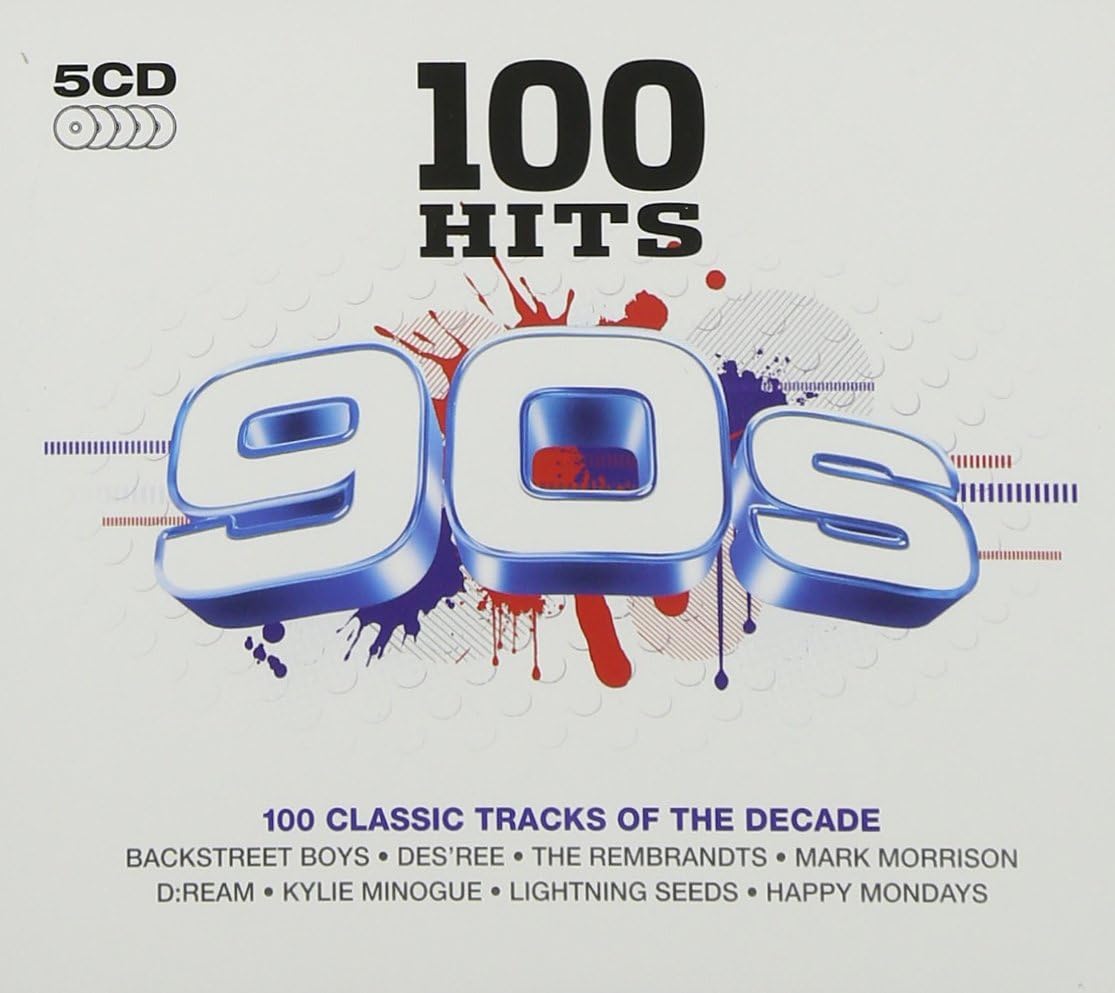 5CD
100
HITS
90s
100 CLASSIC TRACKS OF THE DECADE
BACKSTREET BOYS • DES'REE • THE REMBRANDTS • MARK MORRISON
D:REAM • KYLIE MINOGUE • LIGHTNING SEEDS • HAPPY MONDAYS